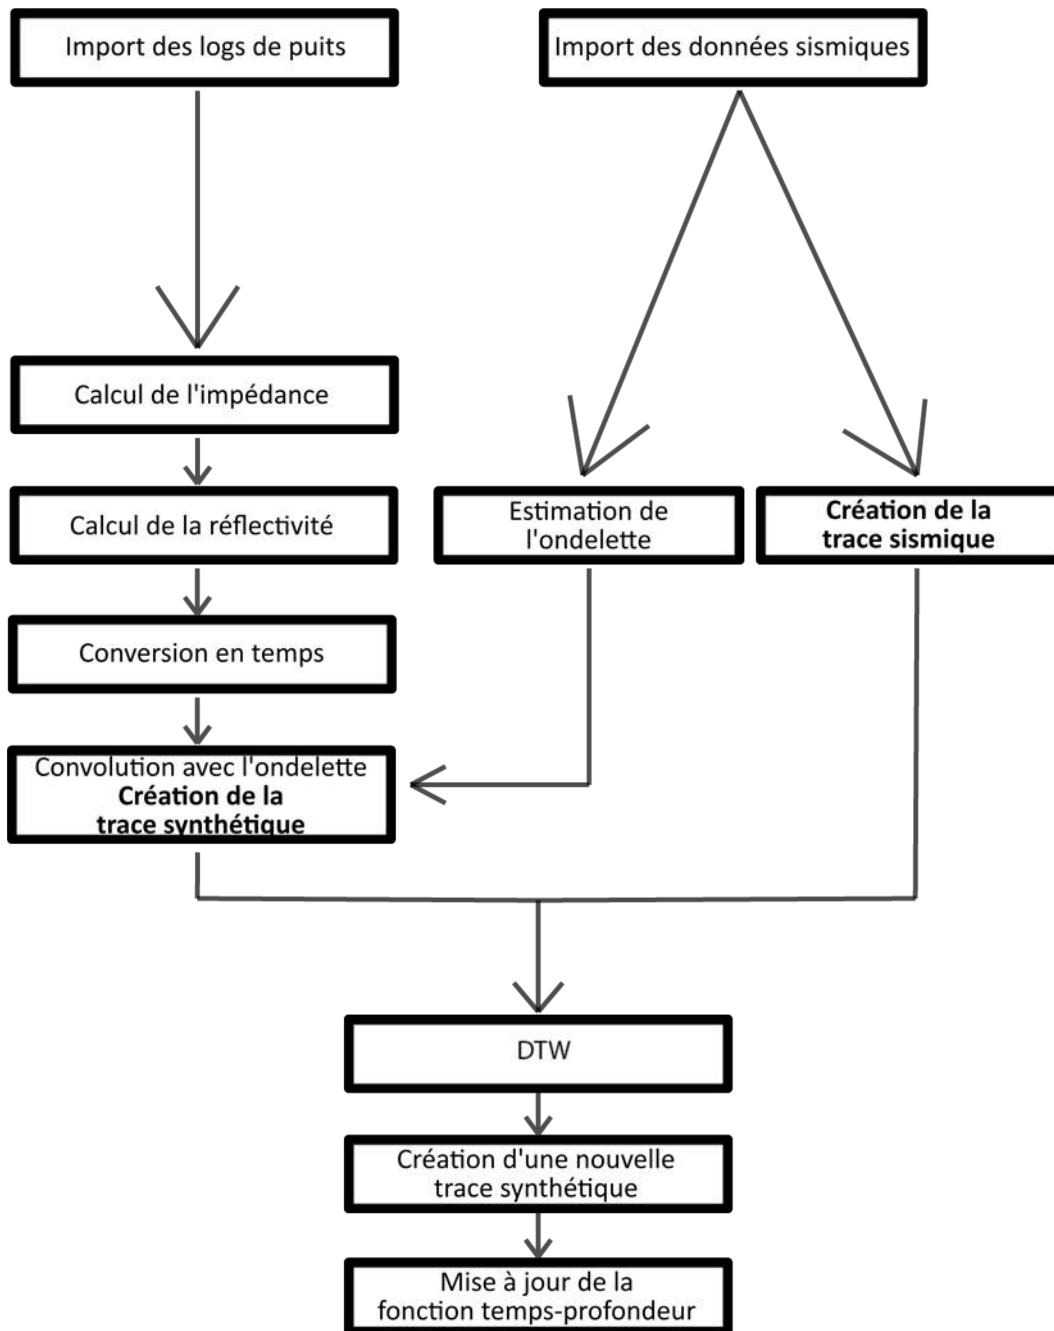 Import des logs de puits
Import des données sismiques
Calcul de l'impédance
Calcul de la réflectivité
Estimation de
l'ondelette
Création de la
trace sismique
Conversion en temps
Convolution avec l'ondelette
Création de la
trace synthétique
DTW
Création d'une nouvelle
trace synthétique
Mise à jour de la
fonction temps-profondeur